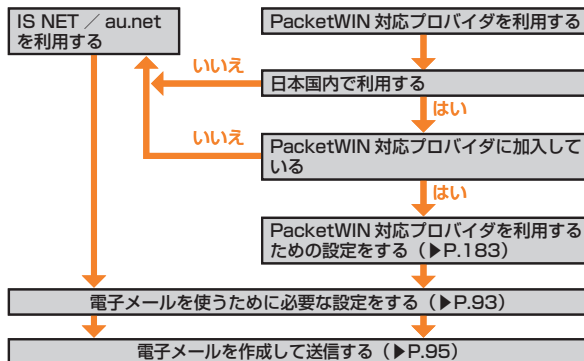 IS NET ／ au.net
を利用する
PacketWIN 対応プロバイダを利用する
いいえ
日本国内で利用する
はい
いいえ
PacketWIN 対応プロバイダに加入して
いる
はい
PacketWIN 対応プロバイダを利用する
ための設定をする（▶P.183）
電子メールを使うために必要な設定をする（▶P.93）
電子メールを作成して送信する（▶P.95）